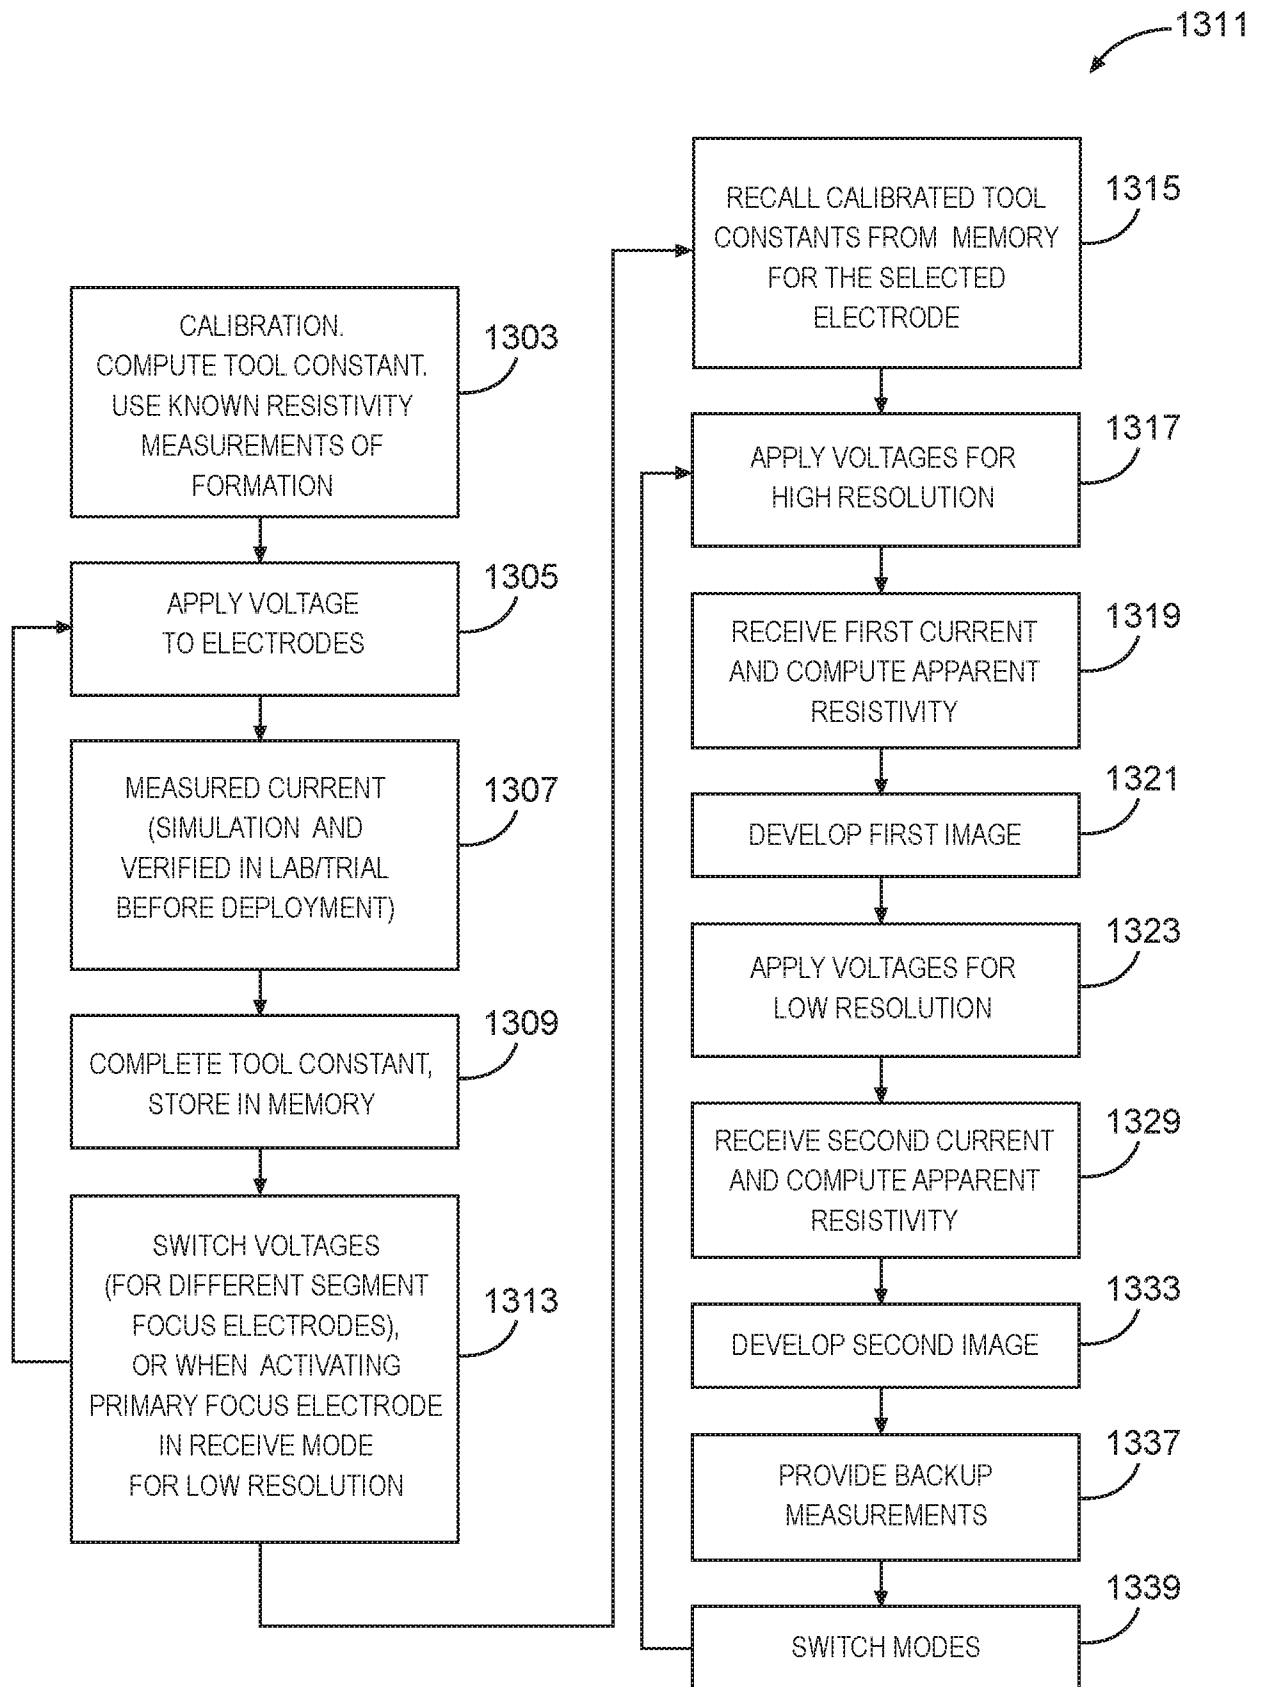 1311
CALIBRATION.
COMPUTE TOOL CONSTANT.
USE KNOWN RESISTIVITY
MEASUREMENTS OF
FORMATION
1303
APPLY VOLTAGE
TO ELECTRODES
1305
MEASURED CURRENT
(SIMULATION AND
VERIFIED IN LAB/TRIAL
BEFORE DEPLOYMENT)
1307
COMPLETE TOOL CONSTANT,
STORE IN MEMORY
1309
SWITCH VOLTAGES
(FOR DIFFERENT SEGMENT
FOCUS ELECTRODES),
OR WHEN ACTIVATING
PRIMARY FOCUS ELECTRODE
IN RECEIVE MODE
FOR LOW RESOLUTION
1313
RECALL CALIBRATED TOOL
CONSTANTS FROM MEMORY
FOR THE SELECTED
ELECTRODE
1315
APPLY VOLTAGES FOR
HIGH RESOLUTION
1317
RECEIVE FIRST CURRENT
AND COMPUTE APPARENT
RESISTIVITY
1319
DEVELOP FIRST IMAGE
1321
APPLY VOLTAGES FOR
LOW RESOLUTION
1323
RECEIVE SECOND CURRENT
AND COMPUTE APPARENT
RESISTIVITY
1329
DEVELOP SECOND IMAGE
1333
PROVIDE BACKUP
MEASUREMENTS
1337
SWITCH MODES
1339